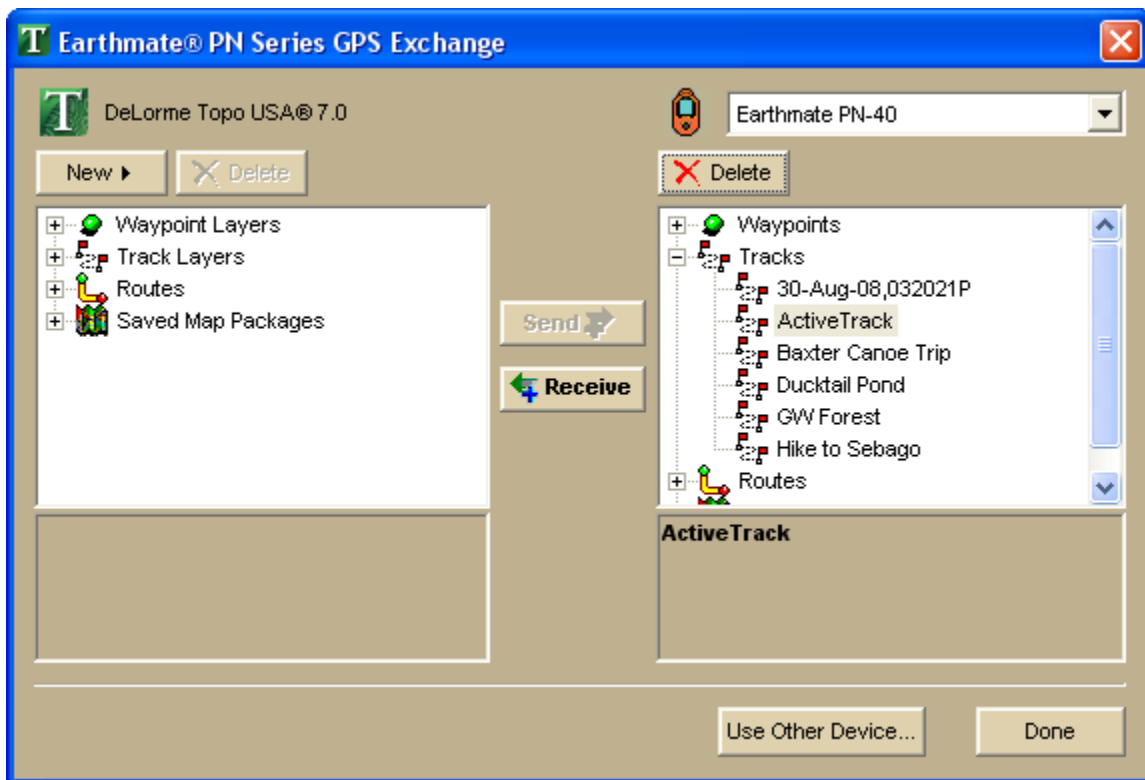 T Earthmate® PN Series GPS Exchange
T DeLorme Topo USA® 7.0
Earthmate PN-40
New
Delete
Delete
Waypoint Layers
Track Layers
Routes
Saved Map Packages
Send
Receive
Waypoints
Tracks
30-Aug-08,032021P
ActiveTrack
Baxter Canoe Trip
Ducktail Pond
GW Forest
Hike to Sebago
Routes
ActiveTrack
Use Other Device...
Done